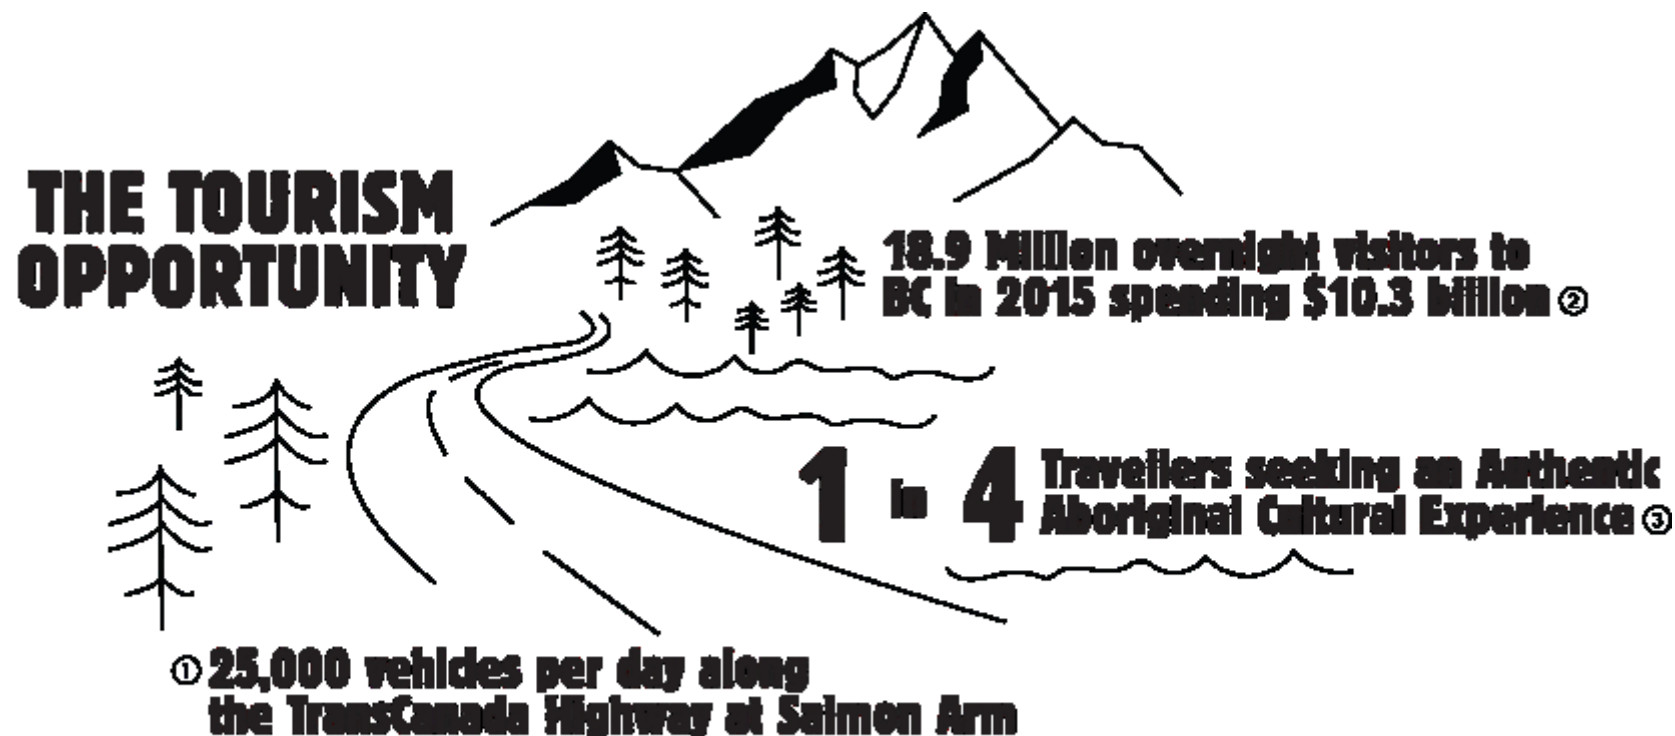 THE TOURISM
OPPORTUNITY
18.9 Million overnight visitors to
BC in 2015 spending $10.3 billion ②
1 in 4 Travellers seeking an Authentic
Aboriginal Cultural Experience ③
① 25,000 vehicles per day along
the TransCanada Highway at Salmon Arm